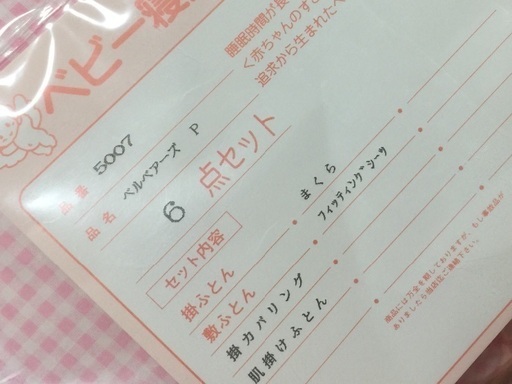 ベビー寝
睡眠時間が長
く赤ちゃんのすこ
追求から生まれたベ
品番 5007
品名 ベルベアーズ P
6 点セット
セット内容
掛ふとん ・まくら
敷ふとん ・フィッティングシーツ
掛カバリング
肌掛けふとん